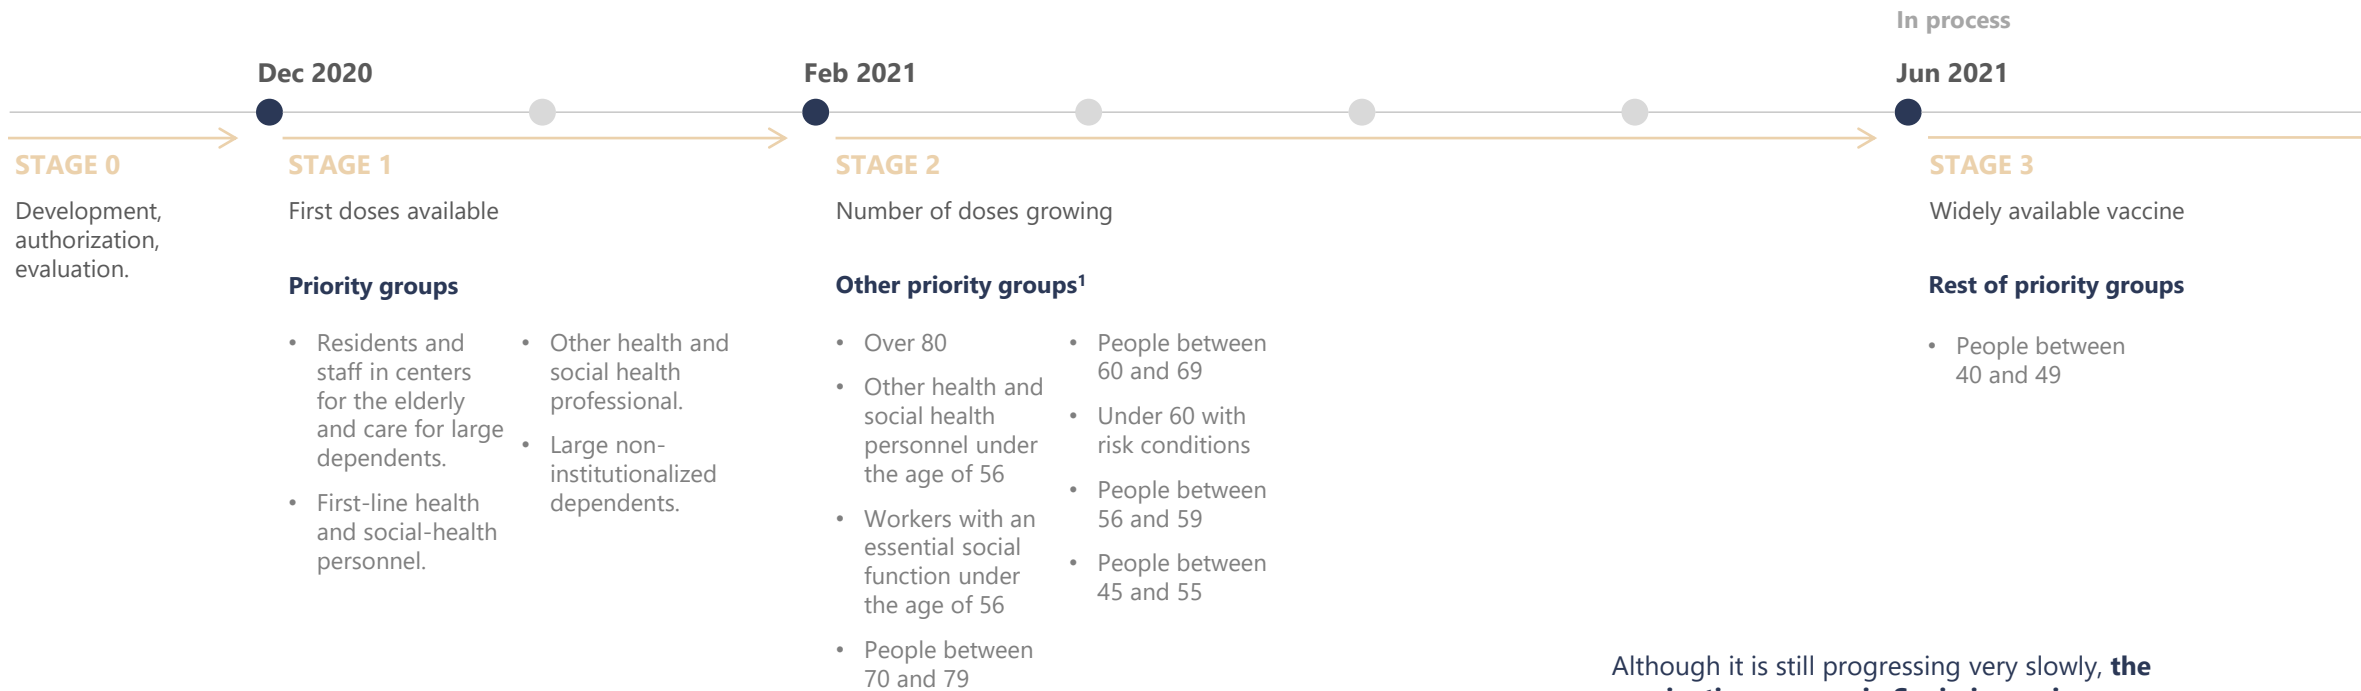 In process
Dec 2020
Feb 2021
Jun 2021
STAGE 0
Development,
authorization,
evaluation.
STAGE 1
First doses available
Priority groups
• Residents and
staff in centers
for the elderly
and care for large
dependents.
• First-line health
and social-health
personnel.
• Other health and
social health
professional.
• Large non-
institutionalized
dependents.
STAGE 2
Number of doses growing
Other priority groups¹
• Over 80
• Other health and
social health
personnel under
the age of 56
• Workers with an
essential social
function under
the age of 56
• People between
70 and 79
• People between
60 and 69
• Under 60 with
risk conditions
• People between
56 and 59
• People between
45 and 55
STAGE 3
Widely available vaccine
Rest of priority groups
• People between
40 and 49
Although it is still progressing very slowly, the